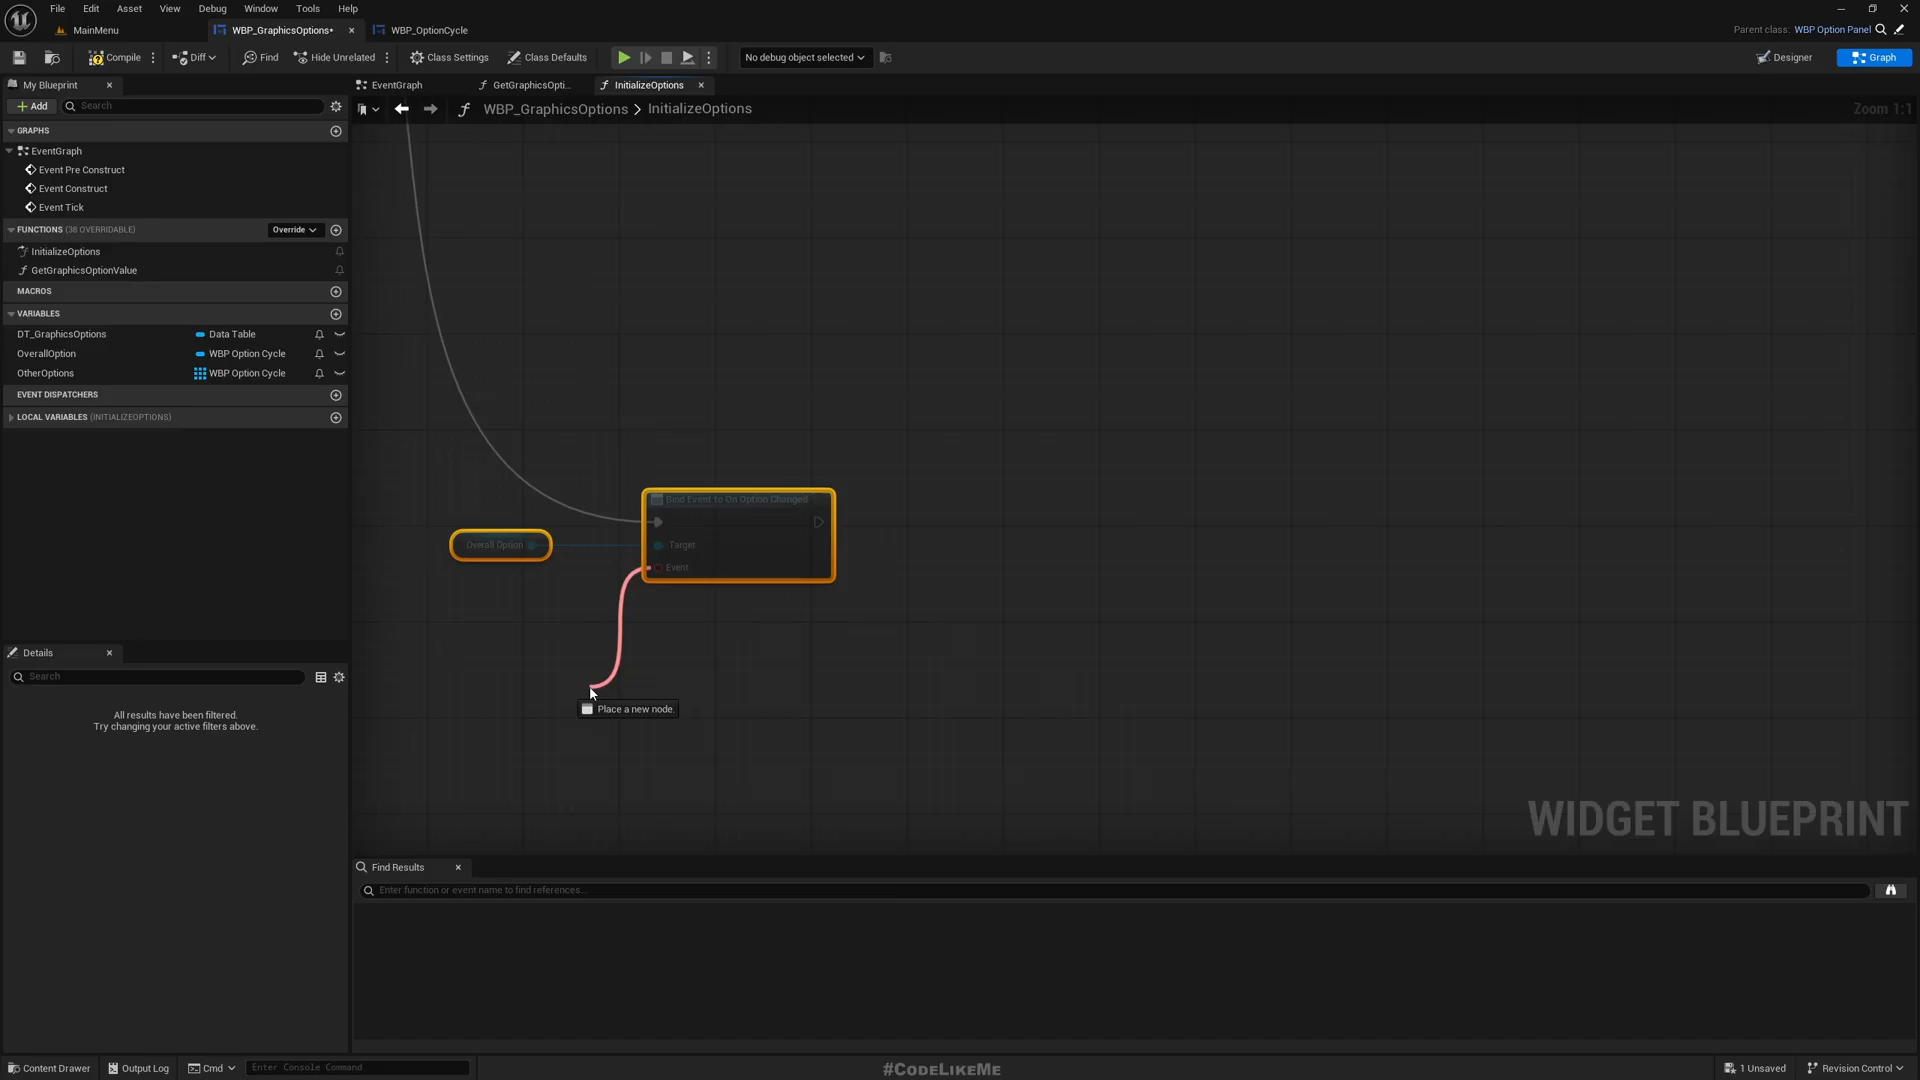 File Edit Asset View Debug Window Tools Help
MainMenu WBP_GraphicsOptions• WBP_OptionCycle
Parent class: WBP Option Panel
Compile Diff Find Hide Unrelated Class Settings Class Defaults No debug object selected Designer Graph
My Blueprint EventGraph GetGraphicsOpti... InitializeOptions
Add Search WBP_GraphicsOptions > InitializeOptions Zoom 1:1
GRAPHS
EventGraph
Event Pre Construct
Event Construct
Event Tick
FUNCTIONS (38 OVERRIDABLE) Override
InitializeOptions
GetGraphicsOptionValue
MACROS
VARIABLES
DT_GraphicsOptions Data Table
OverallOption WBP Option Cycle
OtherOptions WBP Option Cycle
EVENT DISPATCHERS
LOCAL VARIABLES (INITIALIZEOPTIONS)
Bind Event to On Option Changed
Overall Option Target
Event
Place a new node.
WIDGET BLUEPRINT
Details
Search
All results have been filtered.
Try changing your active filters above.
Find Results
Enter function or event name to find references...
Content Drawer Output Log Cmd Enter Console Command #CodeLikeMe 1 Unsaved Revision Control